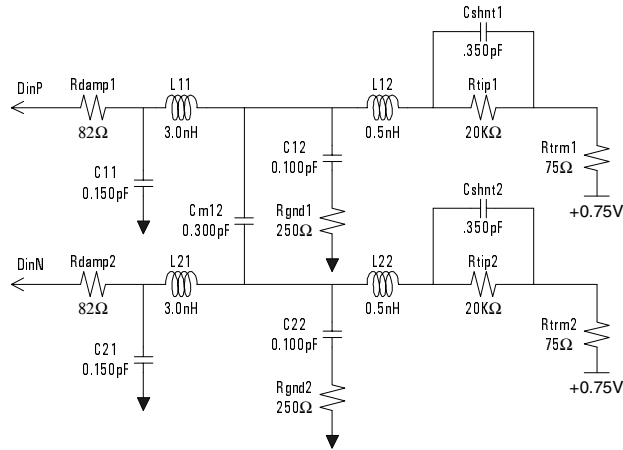 Cshnt1
.350pF
DinP
Rdamp1
82Ω
L11
3.0nH
L12
0.5nH
Rtip1
20KΩ
C11
0.150pF
C12
0.100pF
Rtrm1
75Ω
+0.75V
Cm12
0.300pF
Rgnd1
250Ω
Cshnt2
.350pF
DinN
Rdamp2
82Ω
L21
3.0nH
L22
0.5nH
Rtip2
20KΩ
C21
0.150pF
C22
0.100pF
Rtrm2
75Ω
+0.75V
Rgnd2
250Ω